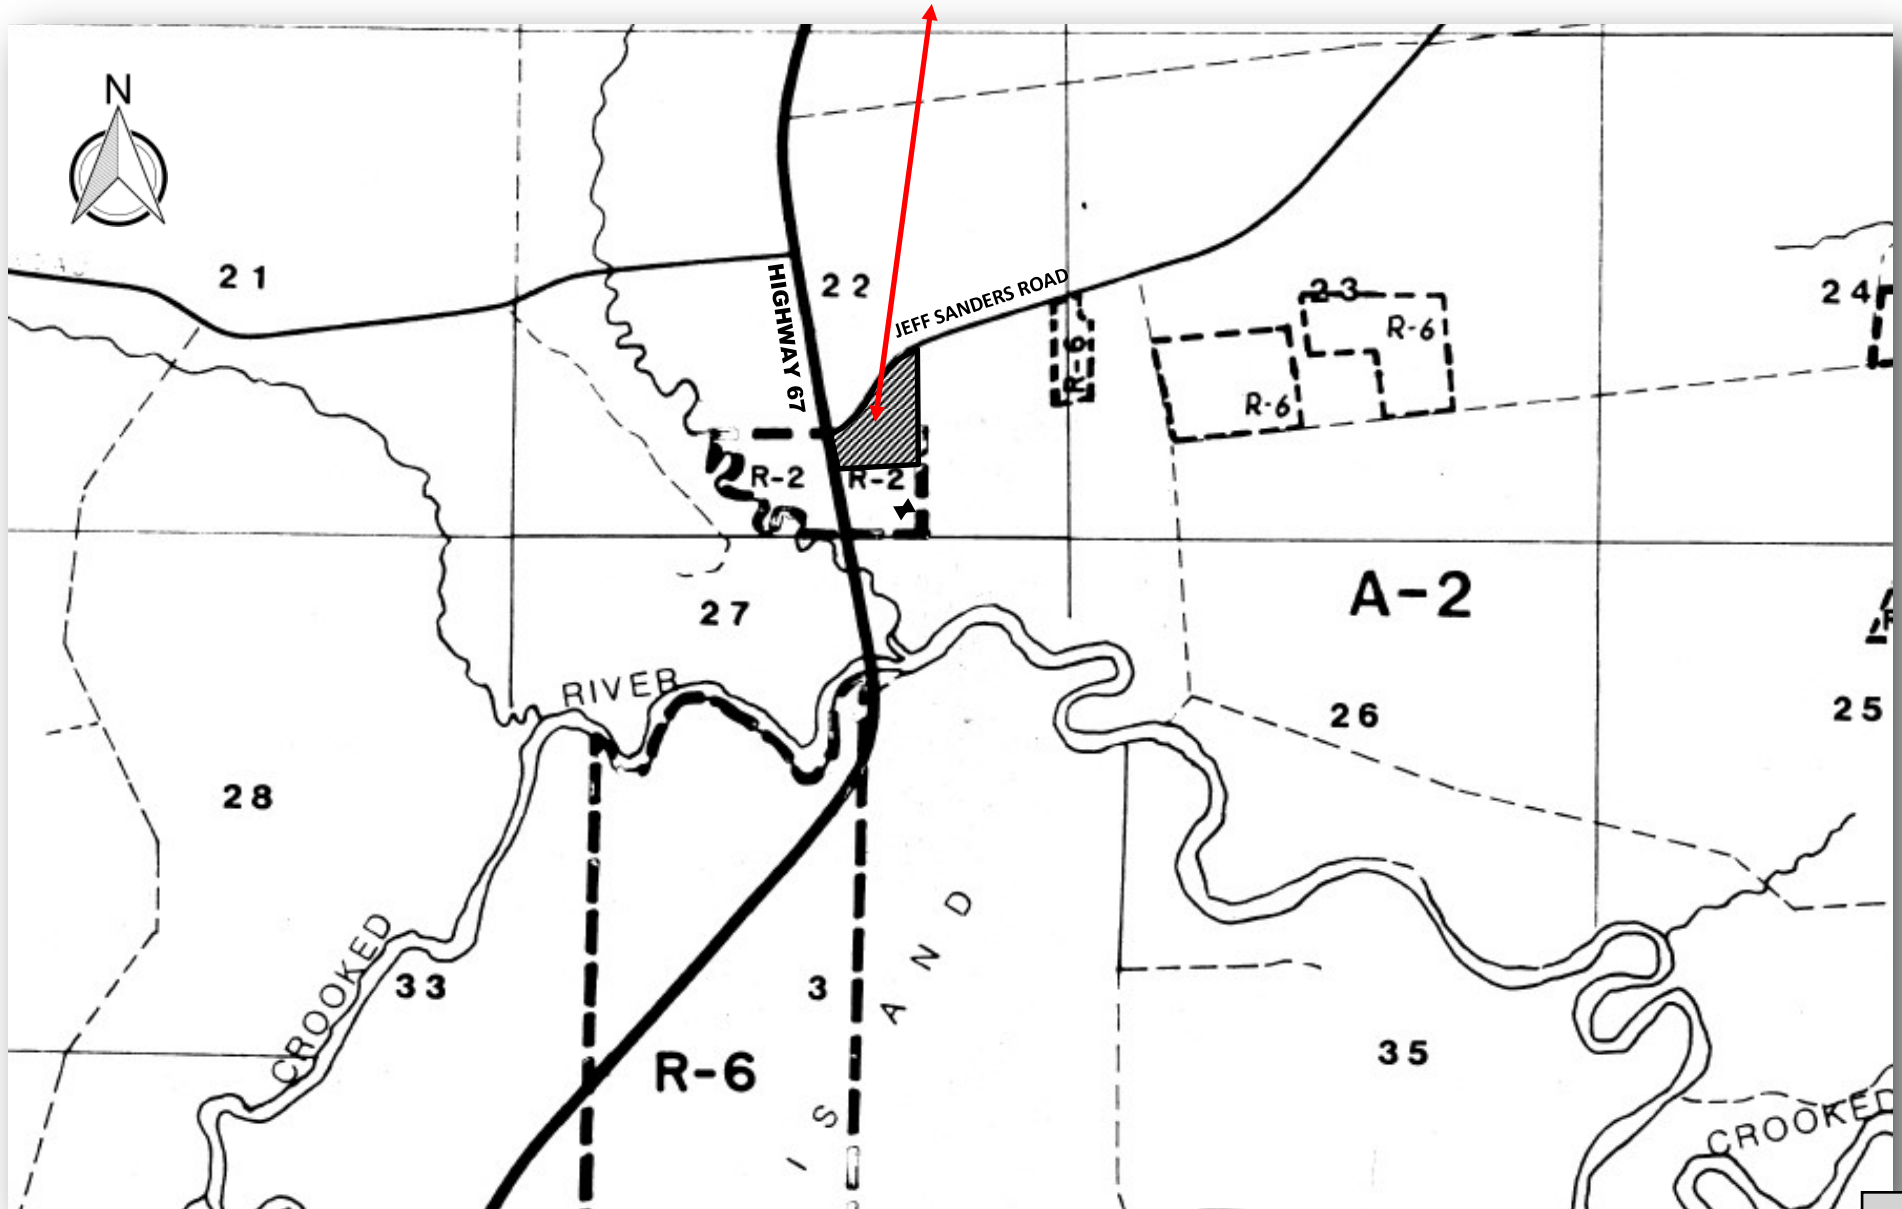 N
21
22
23
24
HIGHWAY 67
JEFF SANDERS ROAD
R-6
R-6
R-6
R-2
R-2
A-2
27
RIVER
26
25
28
CROOKED
33
3
R-6
ISAND
35
CROOKED